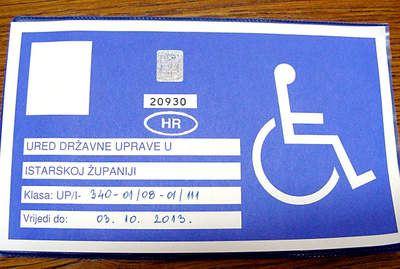 20930
HR
URED DRŽAVNE UPRAVE U
ISTARSKOJ ŽUPANIJI
Klasa: UP/I- 340-01/08-01/111
Vrijedi do: 03. 10. 2013.